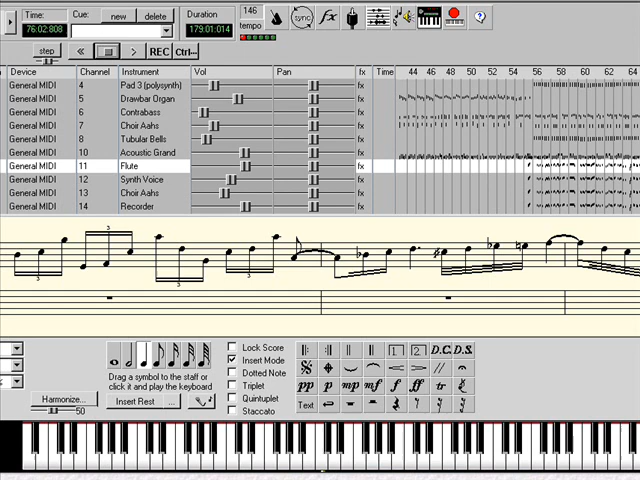 Time: Cue: new delete Duration 146
76:02:808 179:01:014 tempo sync fx
step REC Ctrl...
Device Channel Instrument Vol Pan fx Time 44 46 48 50 52 54 56 58 60 62 64
General MIDI 4 Pad 3 (polysynth) fx
General MIDI 5 Drawbar Organ fx
General MIDI 6 Contrabass fx
General MIDI 7 Choir Aahs fx
General MIDI 8 Tubular Bells fx
General MIDI 10 Acoustic Grand fx
General MIDI 11 Flute fx
General MIDI 12 Synth Voice fx
General MIDI 13 Choir Aahs fx
General MIDI 14 Recorder fx
3
3 3 3
Lock Score 1. 2. D.C. D.S.
Insert Mode
Drag a symbol to the staff or Dotted Note
click it and play the keyboard Triplet pp p mp mf f ff tr
Harmonize... 50 Insert Rest ... Quintuplet Text
Staccato